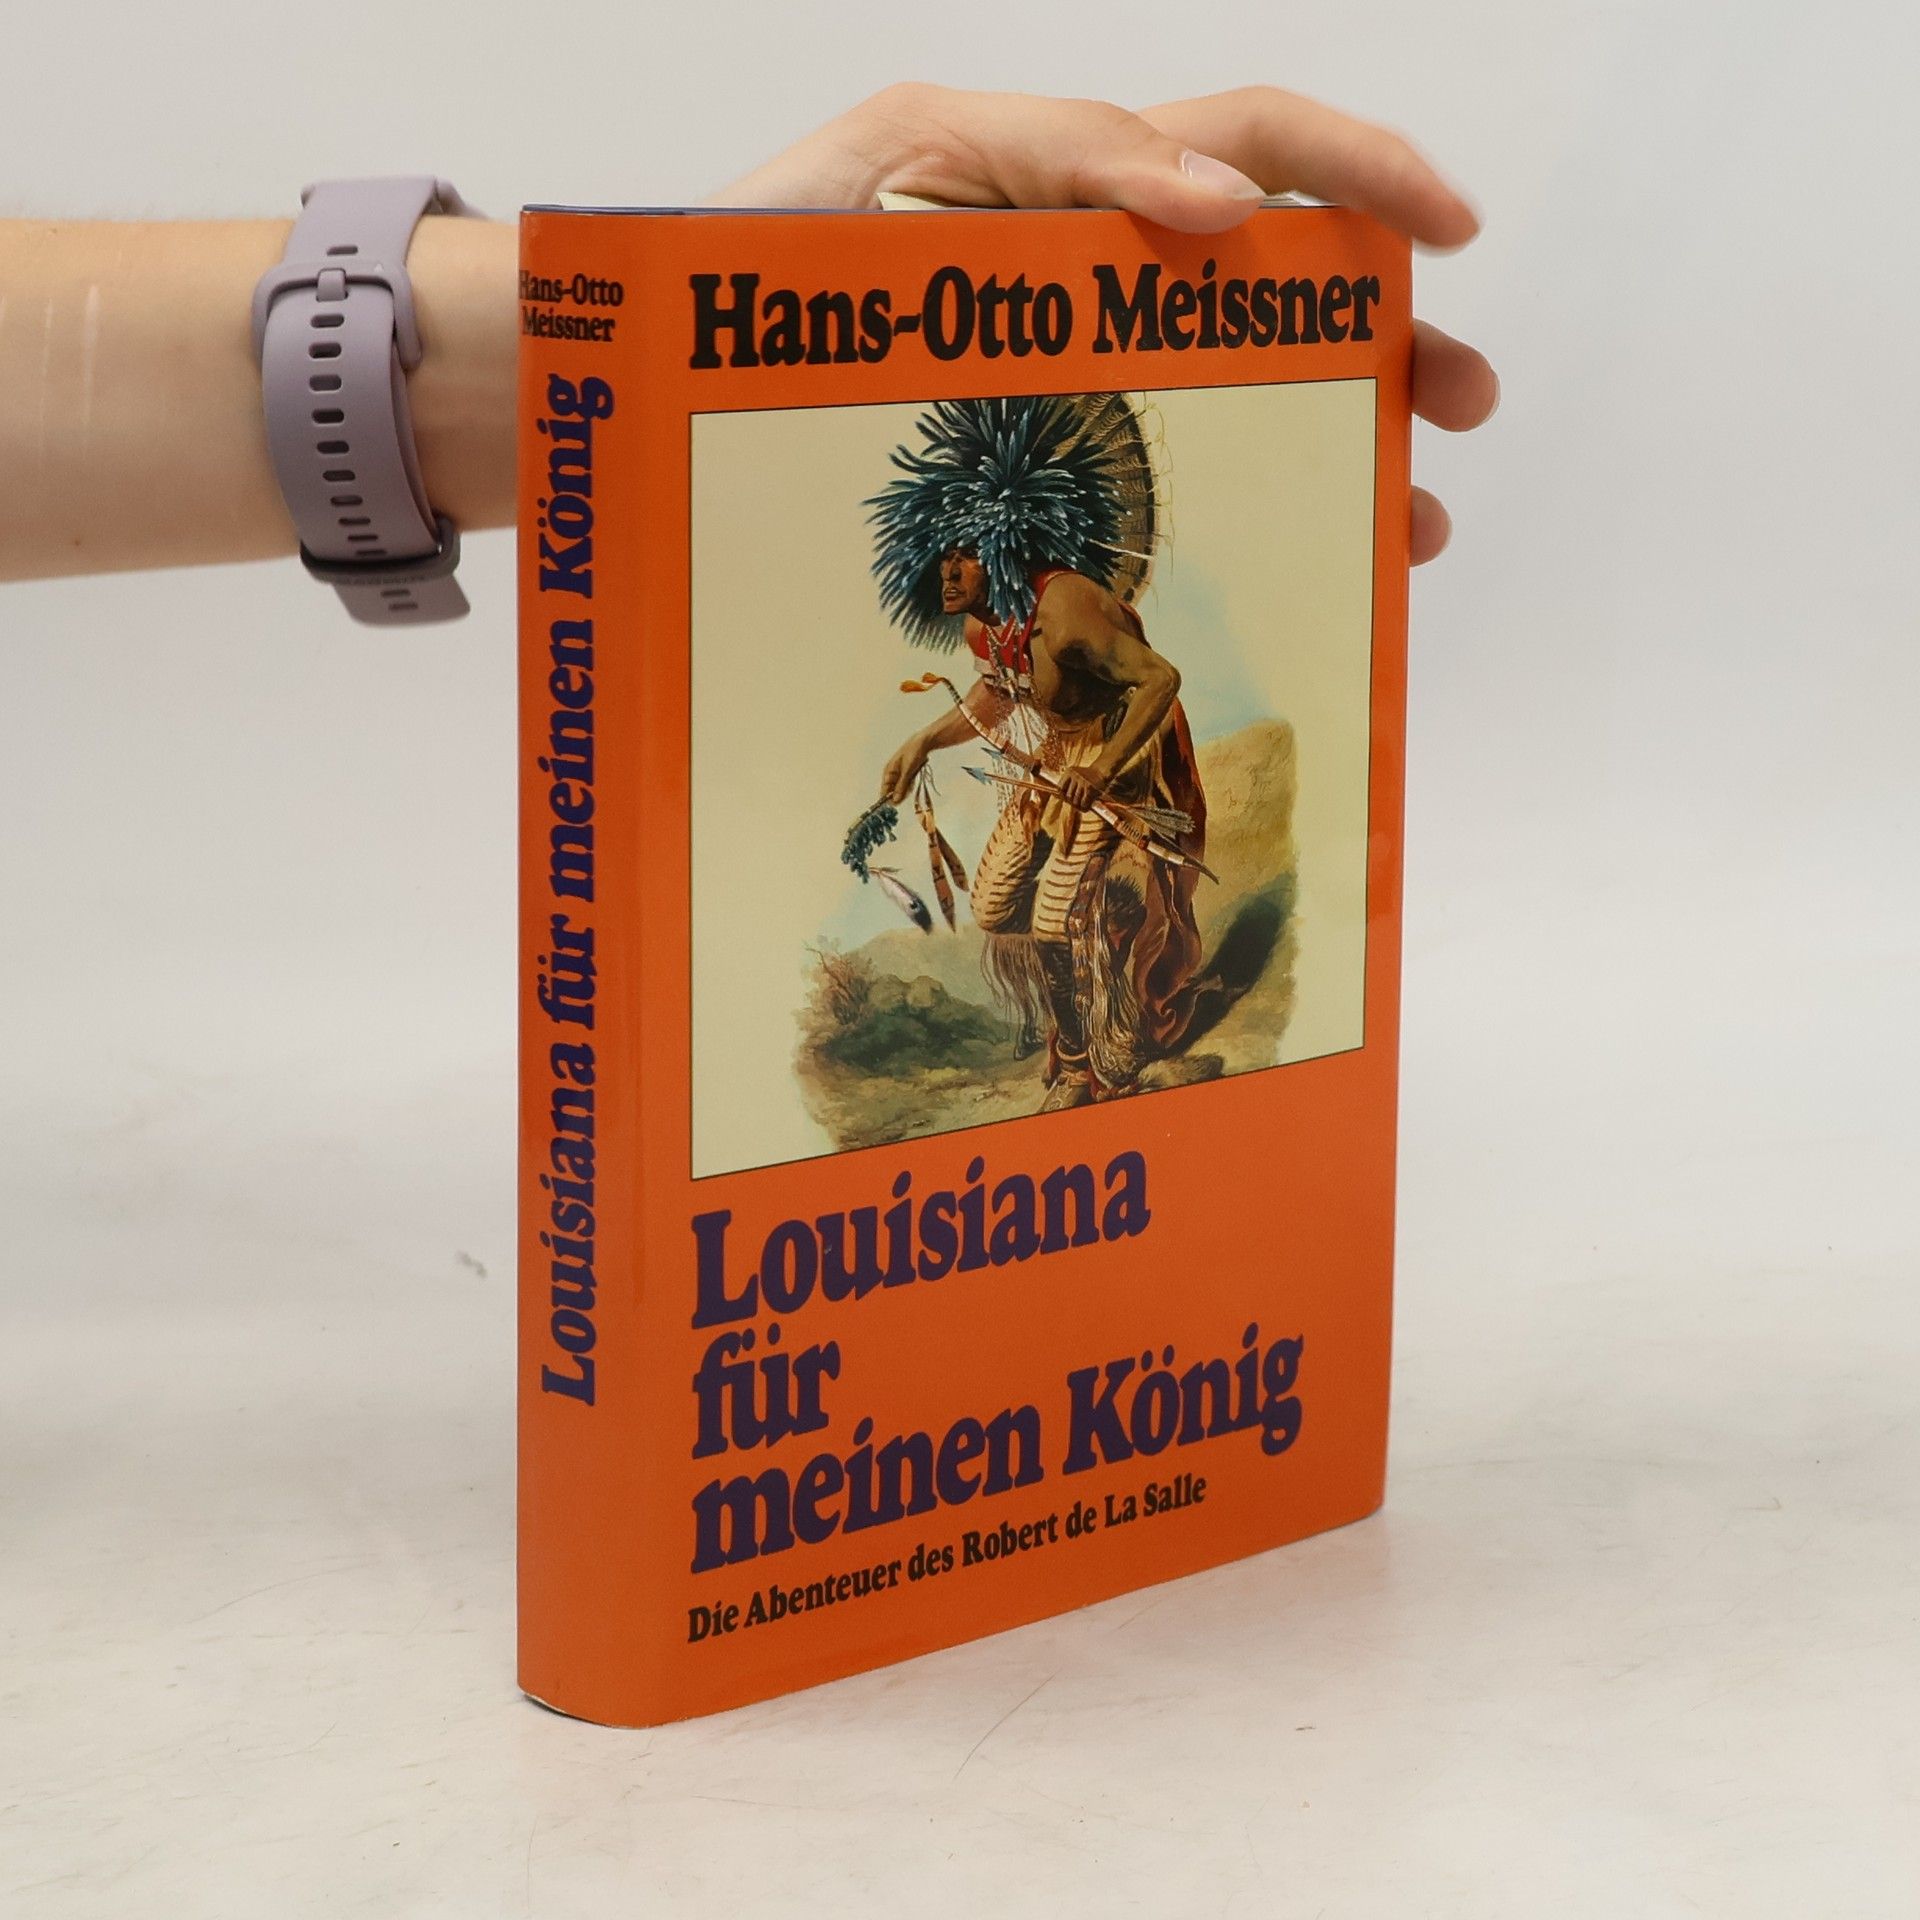 Hans-Otto
Meissner
Louisiana für meinen König
Hans-Otto Meissner
Louisiana
für
meinen König
Die Abenteuer des Robert de La Salle